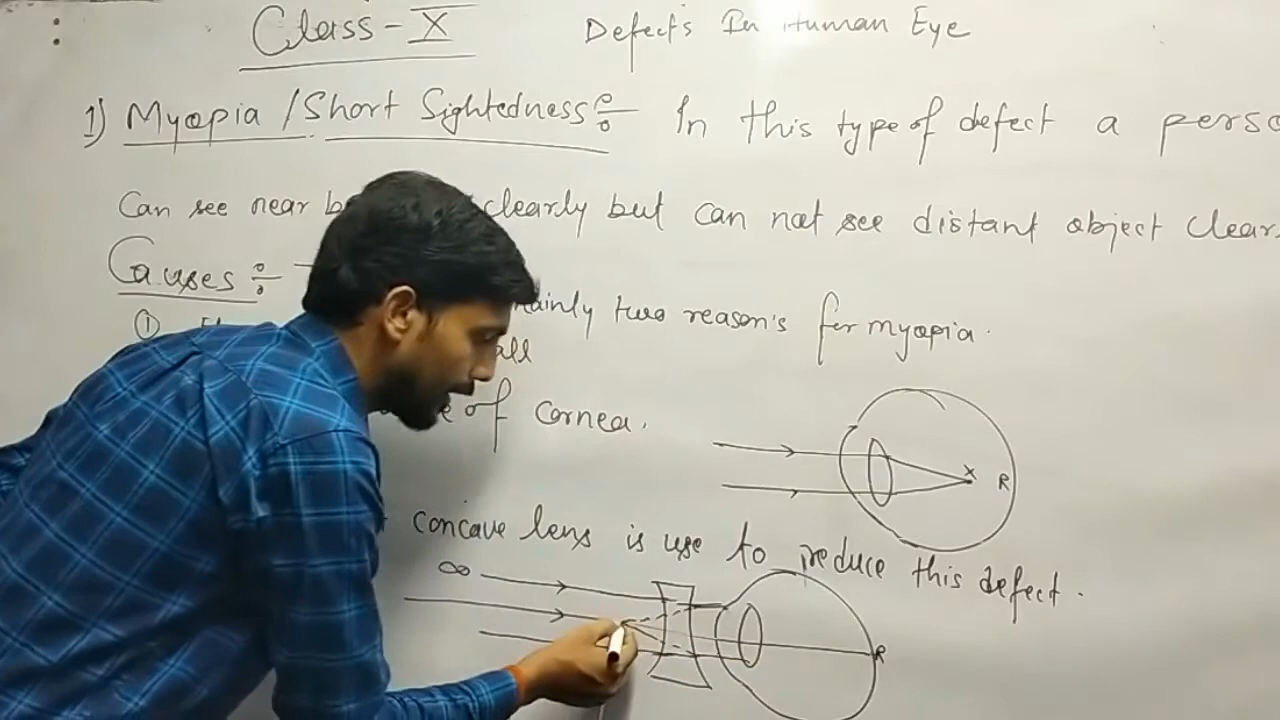 Class - X Defects In Human Eye
1) Myopia / Short Sightedness ÷ In this type of defect a perso
Can see near clearly but can not see distant object Clear
Causes ÷
① mainly two reason's for myopia.
all
of cornea.
X R
concave lens is use to reduce this defect.
∞
R